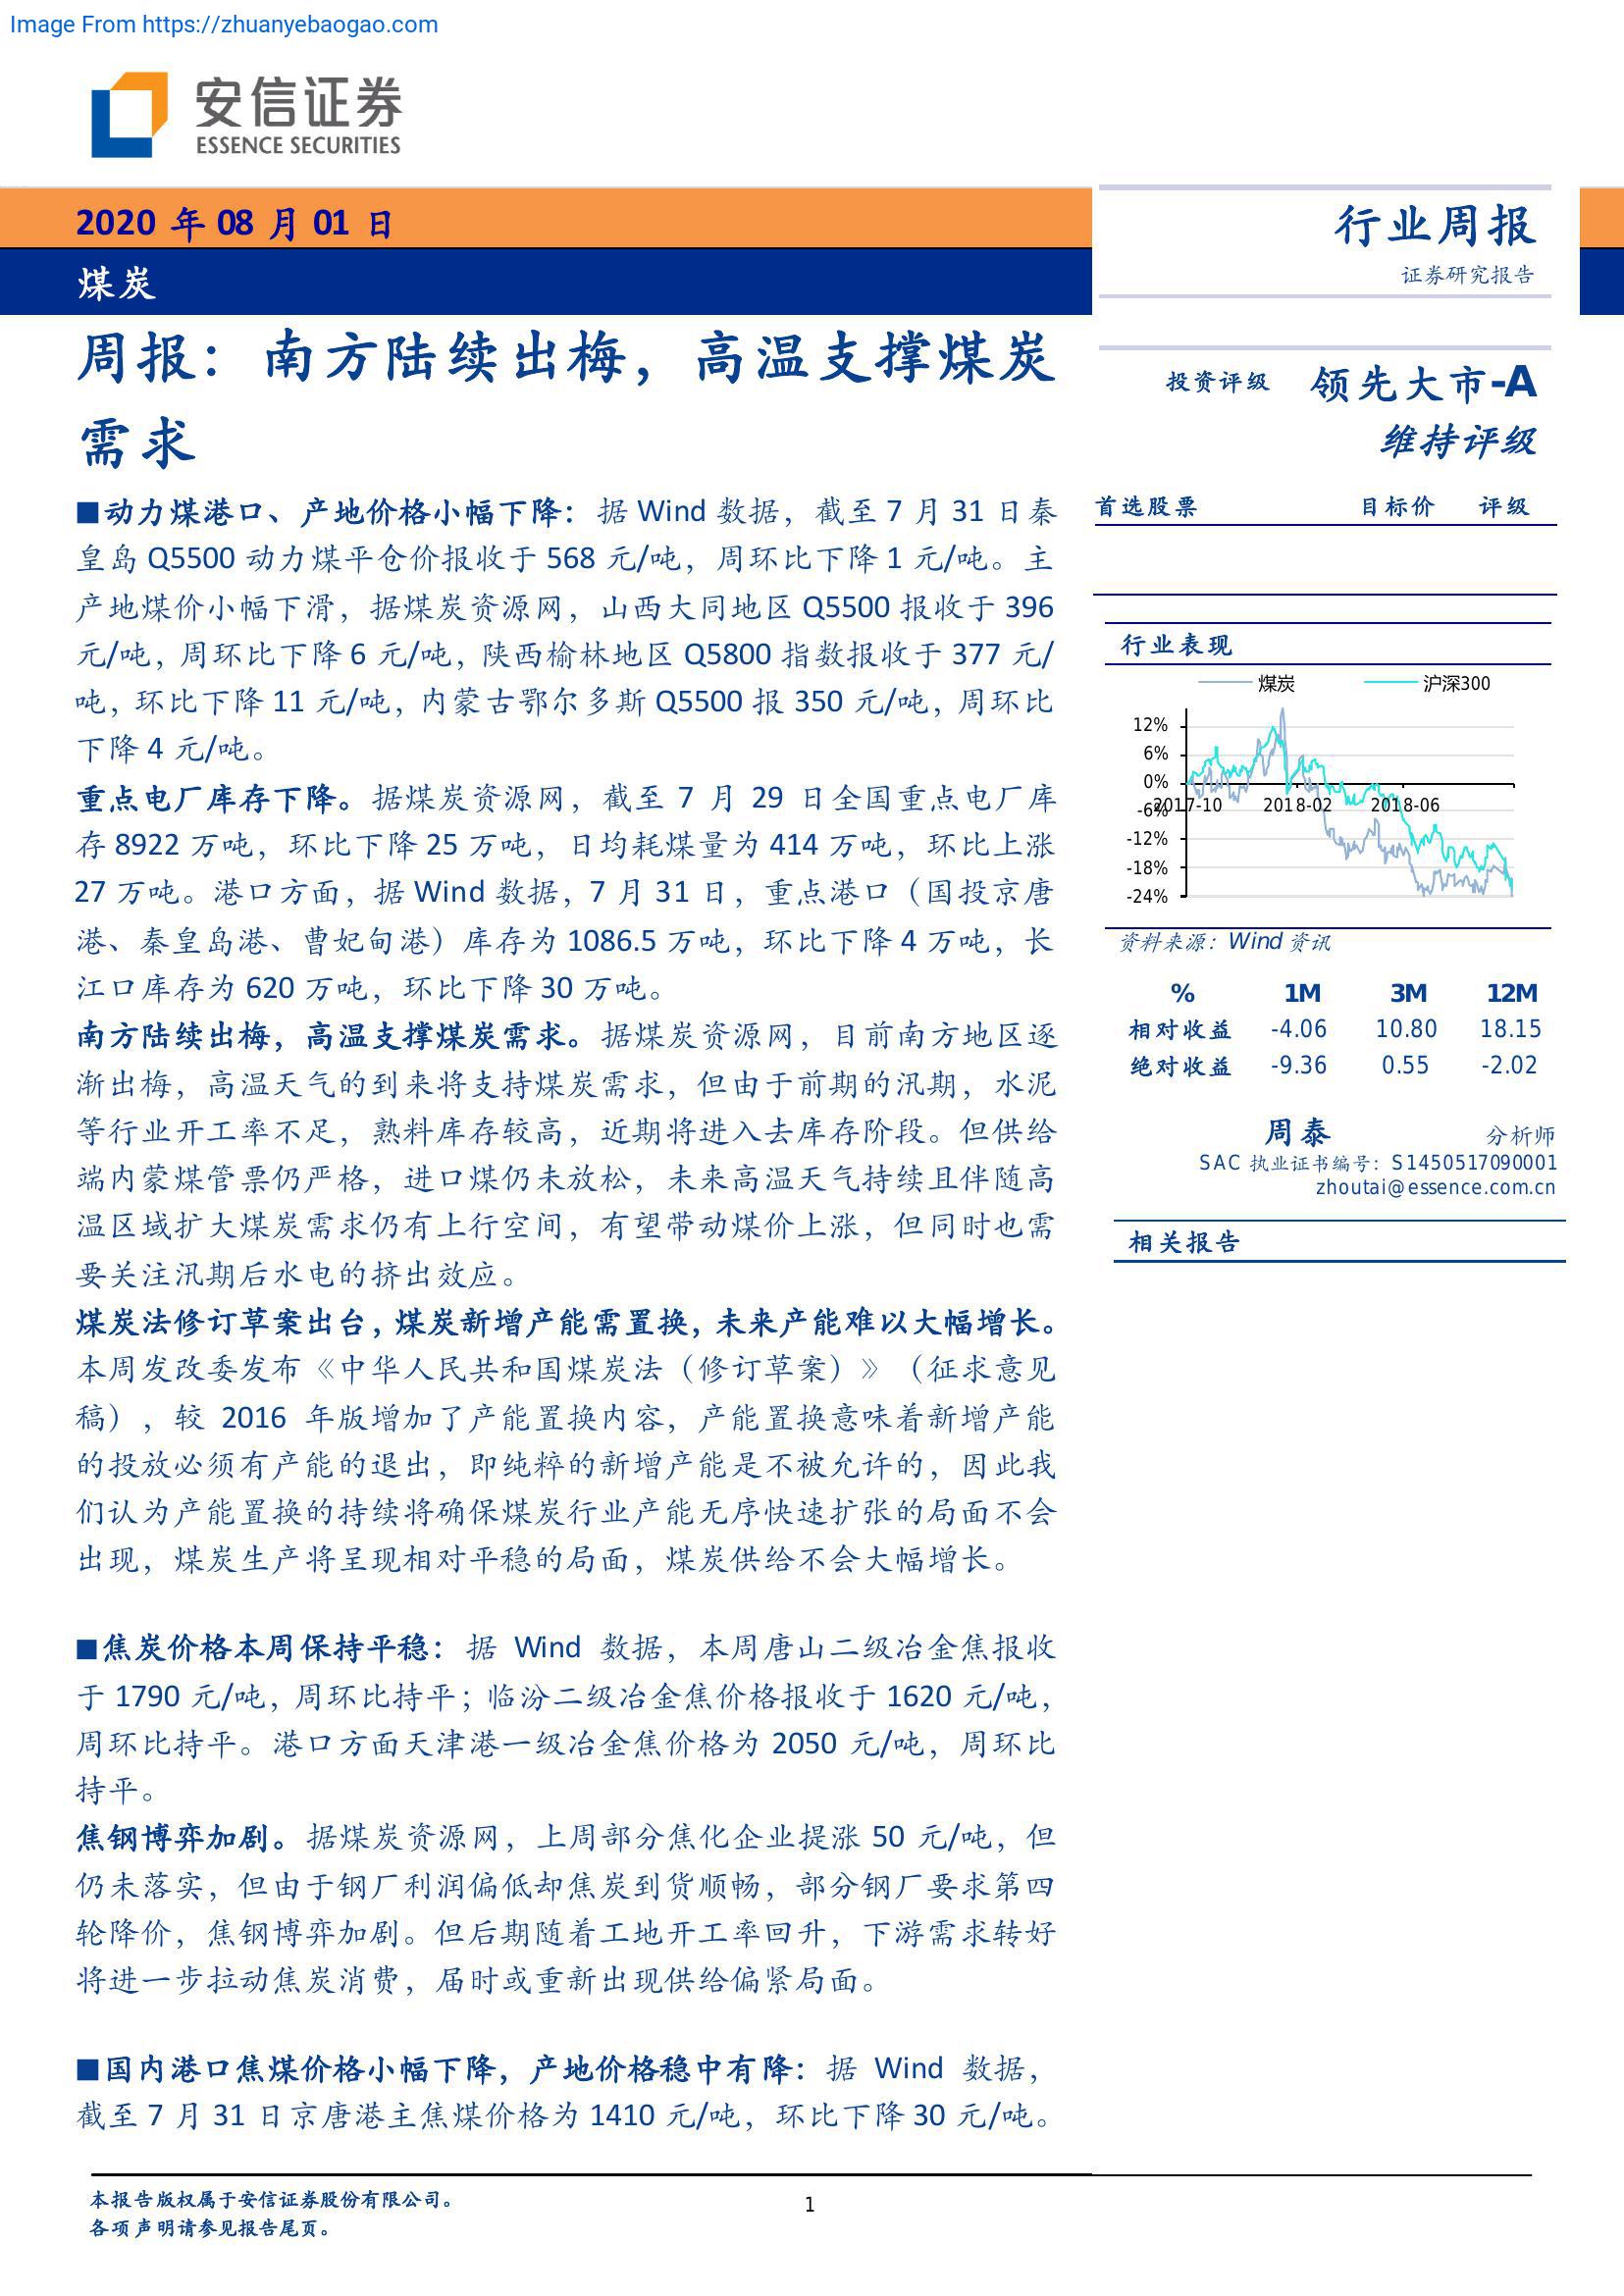 Image From https://zhuanyebaogao.com
安信证券
ESSENCE SECURITIES
2020 年 08 月 01 日
煤炭
行业周报
证券研究报告
周报：南方陆续出梅，高温支撑煤炭
需求
■动力煤港口、产地价格小幅下降：据 Wind 数据，截至 7 月 31 日秦
皇岛 Q5500 动力煤平仓价报收于 568 元/吨，周环比下降 1 元/吨。主
产地煤价小幅下滑，据煤炭资源网，山西大同地区 Q5500 报收于 396
元/吨，周环比下降 6 元/吨，陕西榆林地区 Q5800 指数报收于 377 元/
吨，环比下降 11 元/吨，内蒙古鄂尔多斯 Q5500 报 350 元/吨，周环比
下降 4 元/吨。
重点电厂库存下降。据煤炭资源网，截至 7 月 29 日全国重点电厂库
存 8922 万吨，环比下降 25 万吨，日均耗煤量为 414 万吨，环比上涨
27 万吨。港口方面，据 Wind 数据，7 月 31 日，重点港口（国投京唐
港、秦皇岛港、曹妃甸港）库存为 1086.5 万吨，环比下降 4 万吨，长
江口库存为 620 万吨，环比下降 30 万吨。
南方陆续出梅，高温支撑煤炭需求。据煤炭资源网，目前南方地区逐
渐出梅，高温天气的到来将支持煤炭需求，但由于前期的汛期，水泥
等行业开工率不足，熟料库存较高，近期将进入去库存阶段。但供给
端内蒙煤管票仍严格，进口煤仍未放松，未来高温天气持续且伴随高
温区域扩大煤炭需求仍有上行空间，有望带动煤价上涨，但同时也需
要关注汛期后水电的挤出效应。
煤炭法修订草案出台，煤炭新增产能需置换，未来产能难以大幅增长。
本周发改委发布《中华人民共和国煤炭法（修订草案）》（征求意见
稿），较 2016 年版增加了产能置换内容，产能置换意味着新增产能
的投放必须有产能的退出，即纯粹的新增产能是不被允许的，因此我
们认为产能置换的持续将确保煤炭行业产能无序快速扩张的局面不会
出现，煤炭生产将呈现相对平稳的局面，煤炭供给不会大幅增长。
■焦炭价格本周保持平稳：据 Wind 数据，本周唐山二级冶金焦报收
于 1790 元/吨，周环比持平；临汾二级冶金焦价格报收于 1620 元/吨，
周环比持平。港口方面天津港一级冶金焦价格为 2050 元/吨，周环比
持平。
焦钢博弈加剧。据煤炭资源网，上周部分焦化企业提涨 50 元/吨，但
仍未落实，但由于钢厂利润偏低却焦炭到货顺畅，部分钢厂要求第四
轮降价，焦钢博弈加剧。但后期随着工地开工率回升，下游需求转好
将进一步拉动焦炭消费，届时或重新出现供给偏紧局面。
■国内港口焦煤价格小幅下降，产地价格稳中有降：据 Wind 数据，
截至 7 月 31 日京唐港主焦煤价格为 1410 元/吨，环比下降 30 元/吨。
投资评级 领先大市-A
维持评级
首选股票 目标价 评级
行业表现
煤炭 沪深300
12%
6%
0%
-6%
-12%
-18%
-24%
2017-10 2018-02 2018-06
资料来源：Wind 资讯
% 1M 3M 12M
相对收益 -4.06 10.80 18.15
绝对收益 -9.36 0.55 -2.02
周泰 分析师
SAC 执业证书编号：S1450517090001
zhoutai@essence.com.cn
相关报告
本报告版权属于安信证券股份有限公司。
各项声明请参见报告尾页。
1